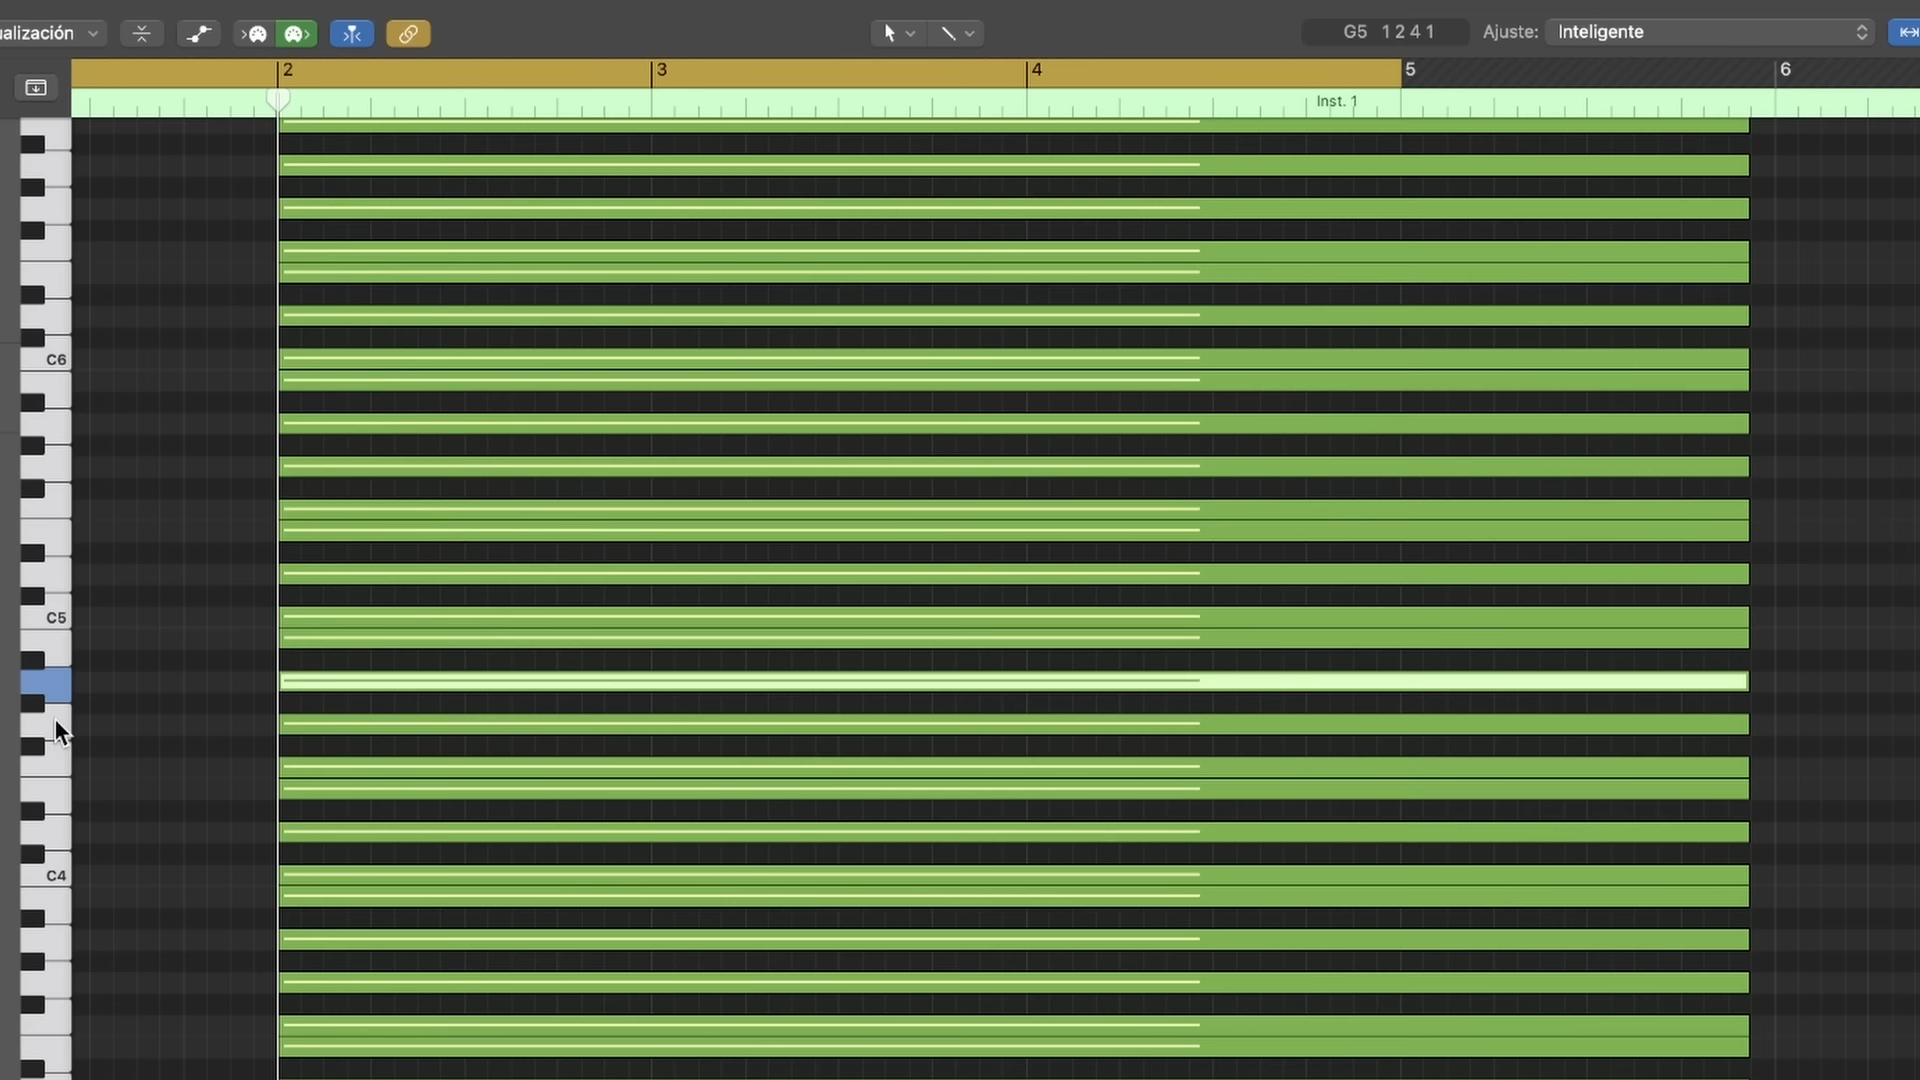 ualización
G5 1 2 4 1
Ajuste: Inteligente
2 3 4 5 6
Inst. 1
C6
C5
C4